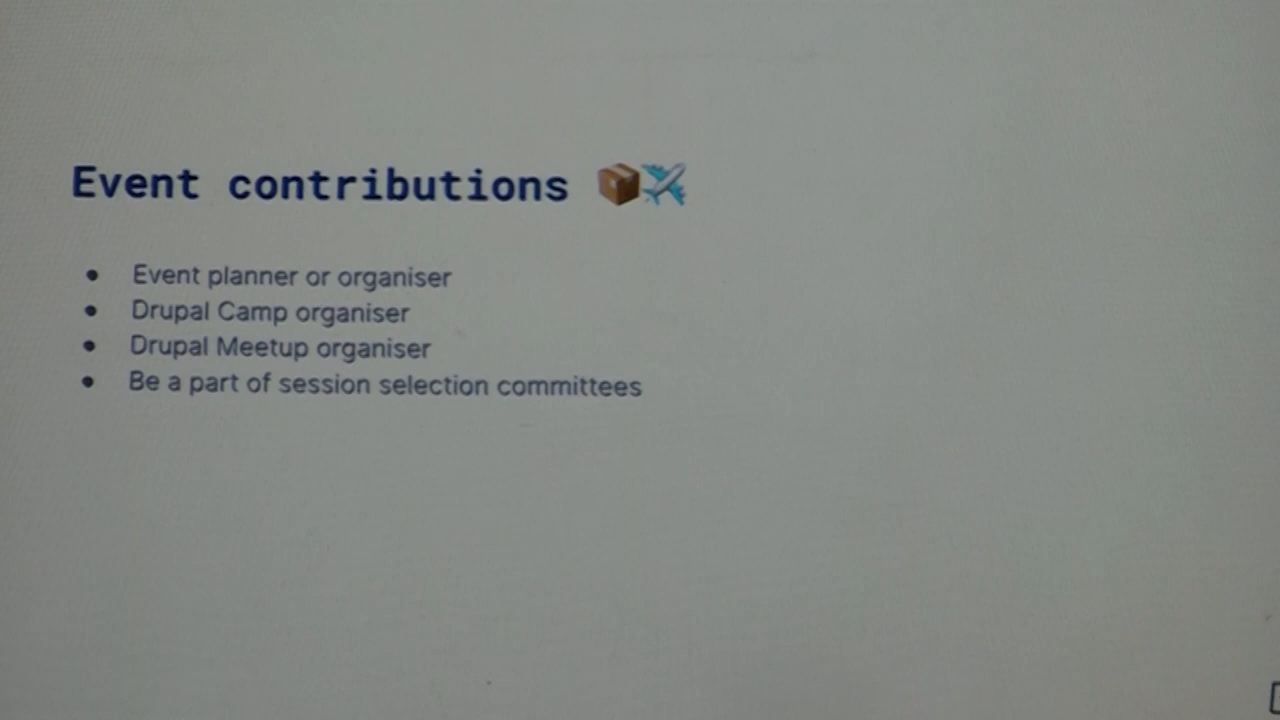 Event contributions 📦✈️
Event planner or organiser
Drupal Camp organiser
Drupal Meetup organiser
Be a part of session selection committees